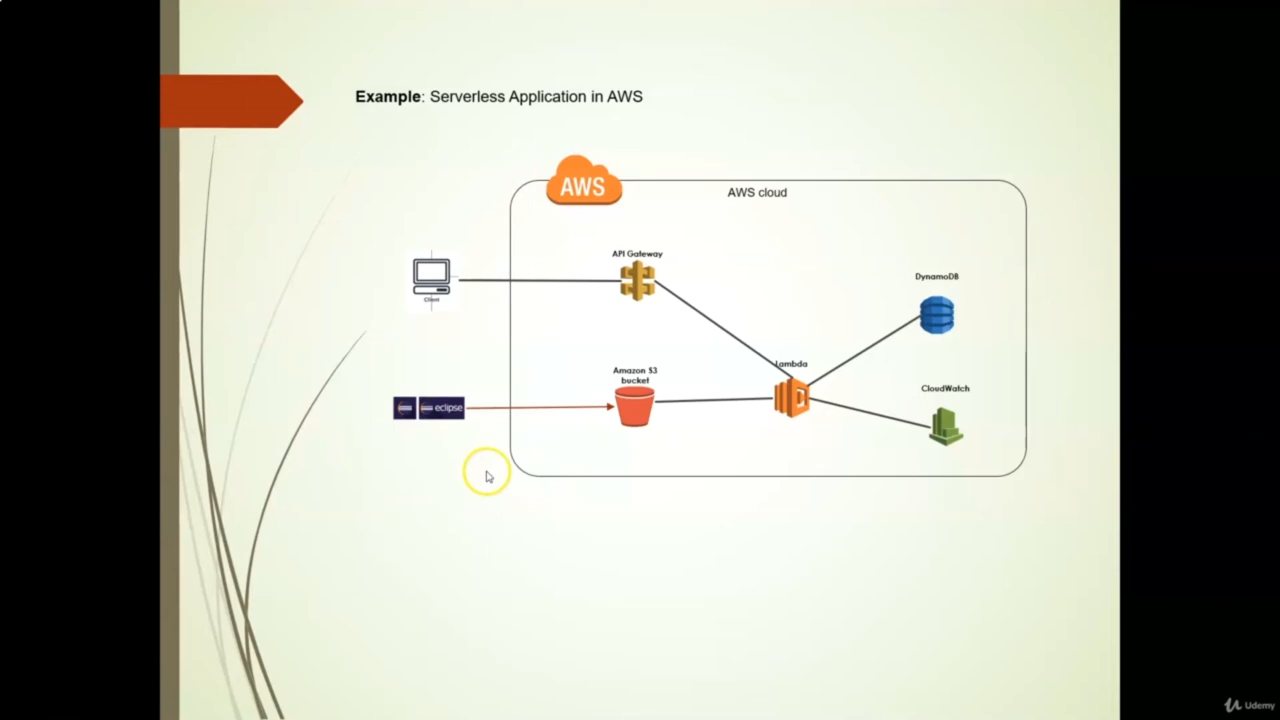 Example: Serverless Application in AWS
AWS
AWS cloud
API Gateway
DynamoDB
Client
Amazon S3
bucket
Lambda
CloudWatch
eclipse
Udemy